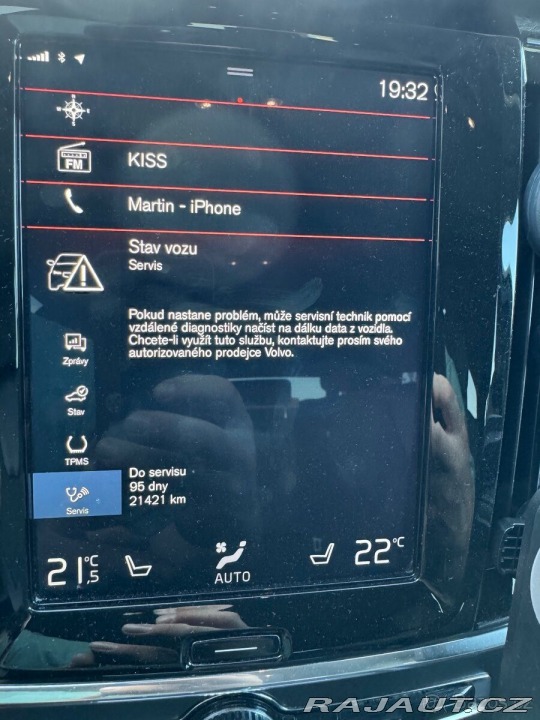 19:32
FM KISS
Martin - iPhone
Stav vozu
Servis
Pokud nastane problém, může servisní technik pomocí
vzdálené diagnostiky načíst na dálku data z vozidla.
Chcete-li využít tuto službu, kontaktujte prosím svého
autorizovaného prodejce Volvo.
Zprávy
Stav
TPMS
Servis
Do servisu
95 dny
21421 km
21,5 °C
AUTO
22 °C
RAJAUT.CZ